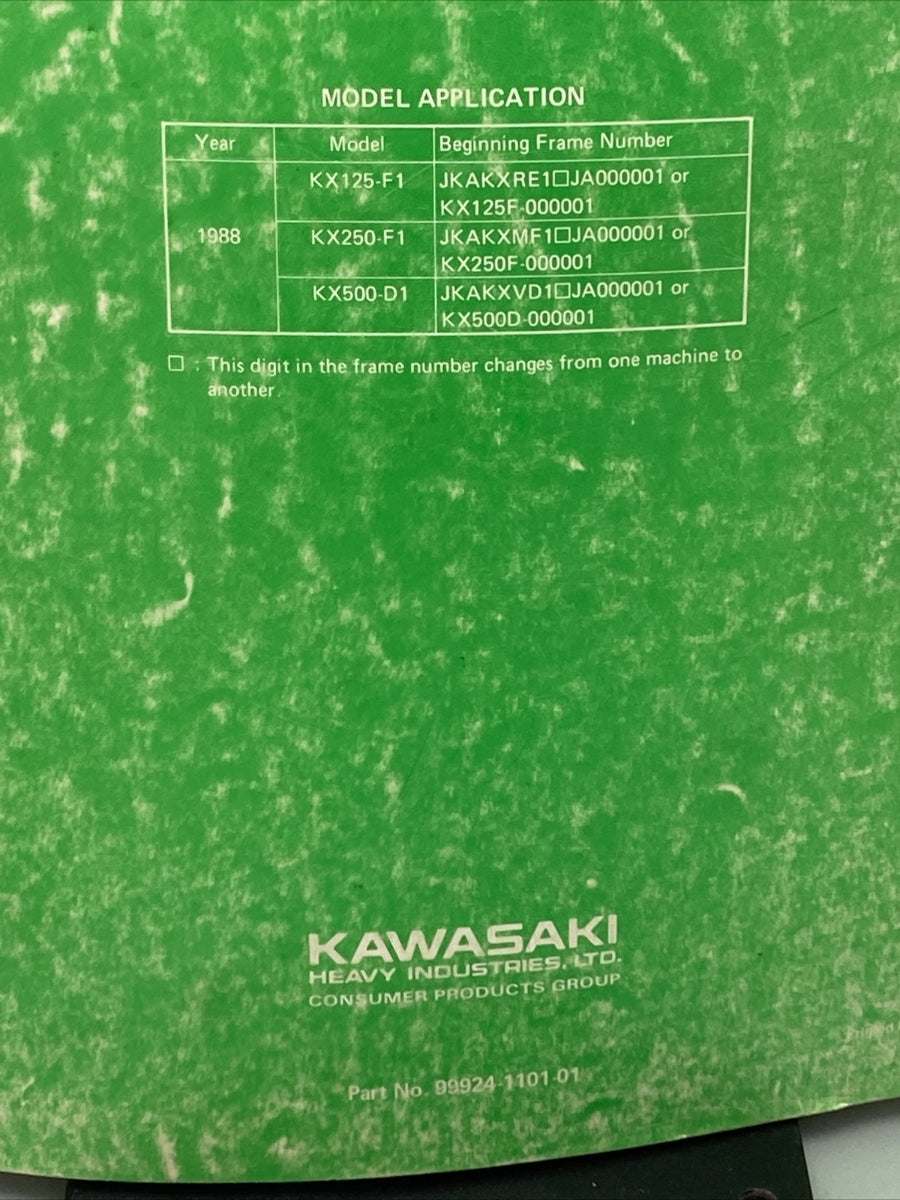 MODEL APPLICATION
Year Model Beginning Frame Number
KX125-F1 JKAKXRE1□JA000001 or
KX125F-000001
1988 KX250-F1 JKAKXMF1□JA000001 or
KX250F-000001
KX500-D1 JKAKXVD1□JA000001 or
KX500D-000001
□ : This digit in the frame number changes from one machine to
another.
KAWASAKI
HEAVY INDUSTRIES, LTD.
CONSUMER PRODUCTS GROUP
Printed
Part No. 99924-1101-01